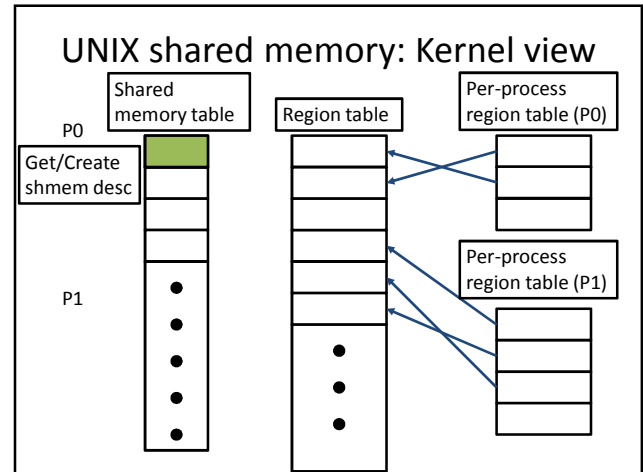 UNIX shared memory: Kernel view
Shared
memory table
Region table
Per-process
region table (P0)
P0
Get/Create
shmem desc
Per-process
region table (P1)
P1